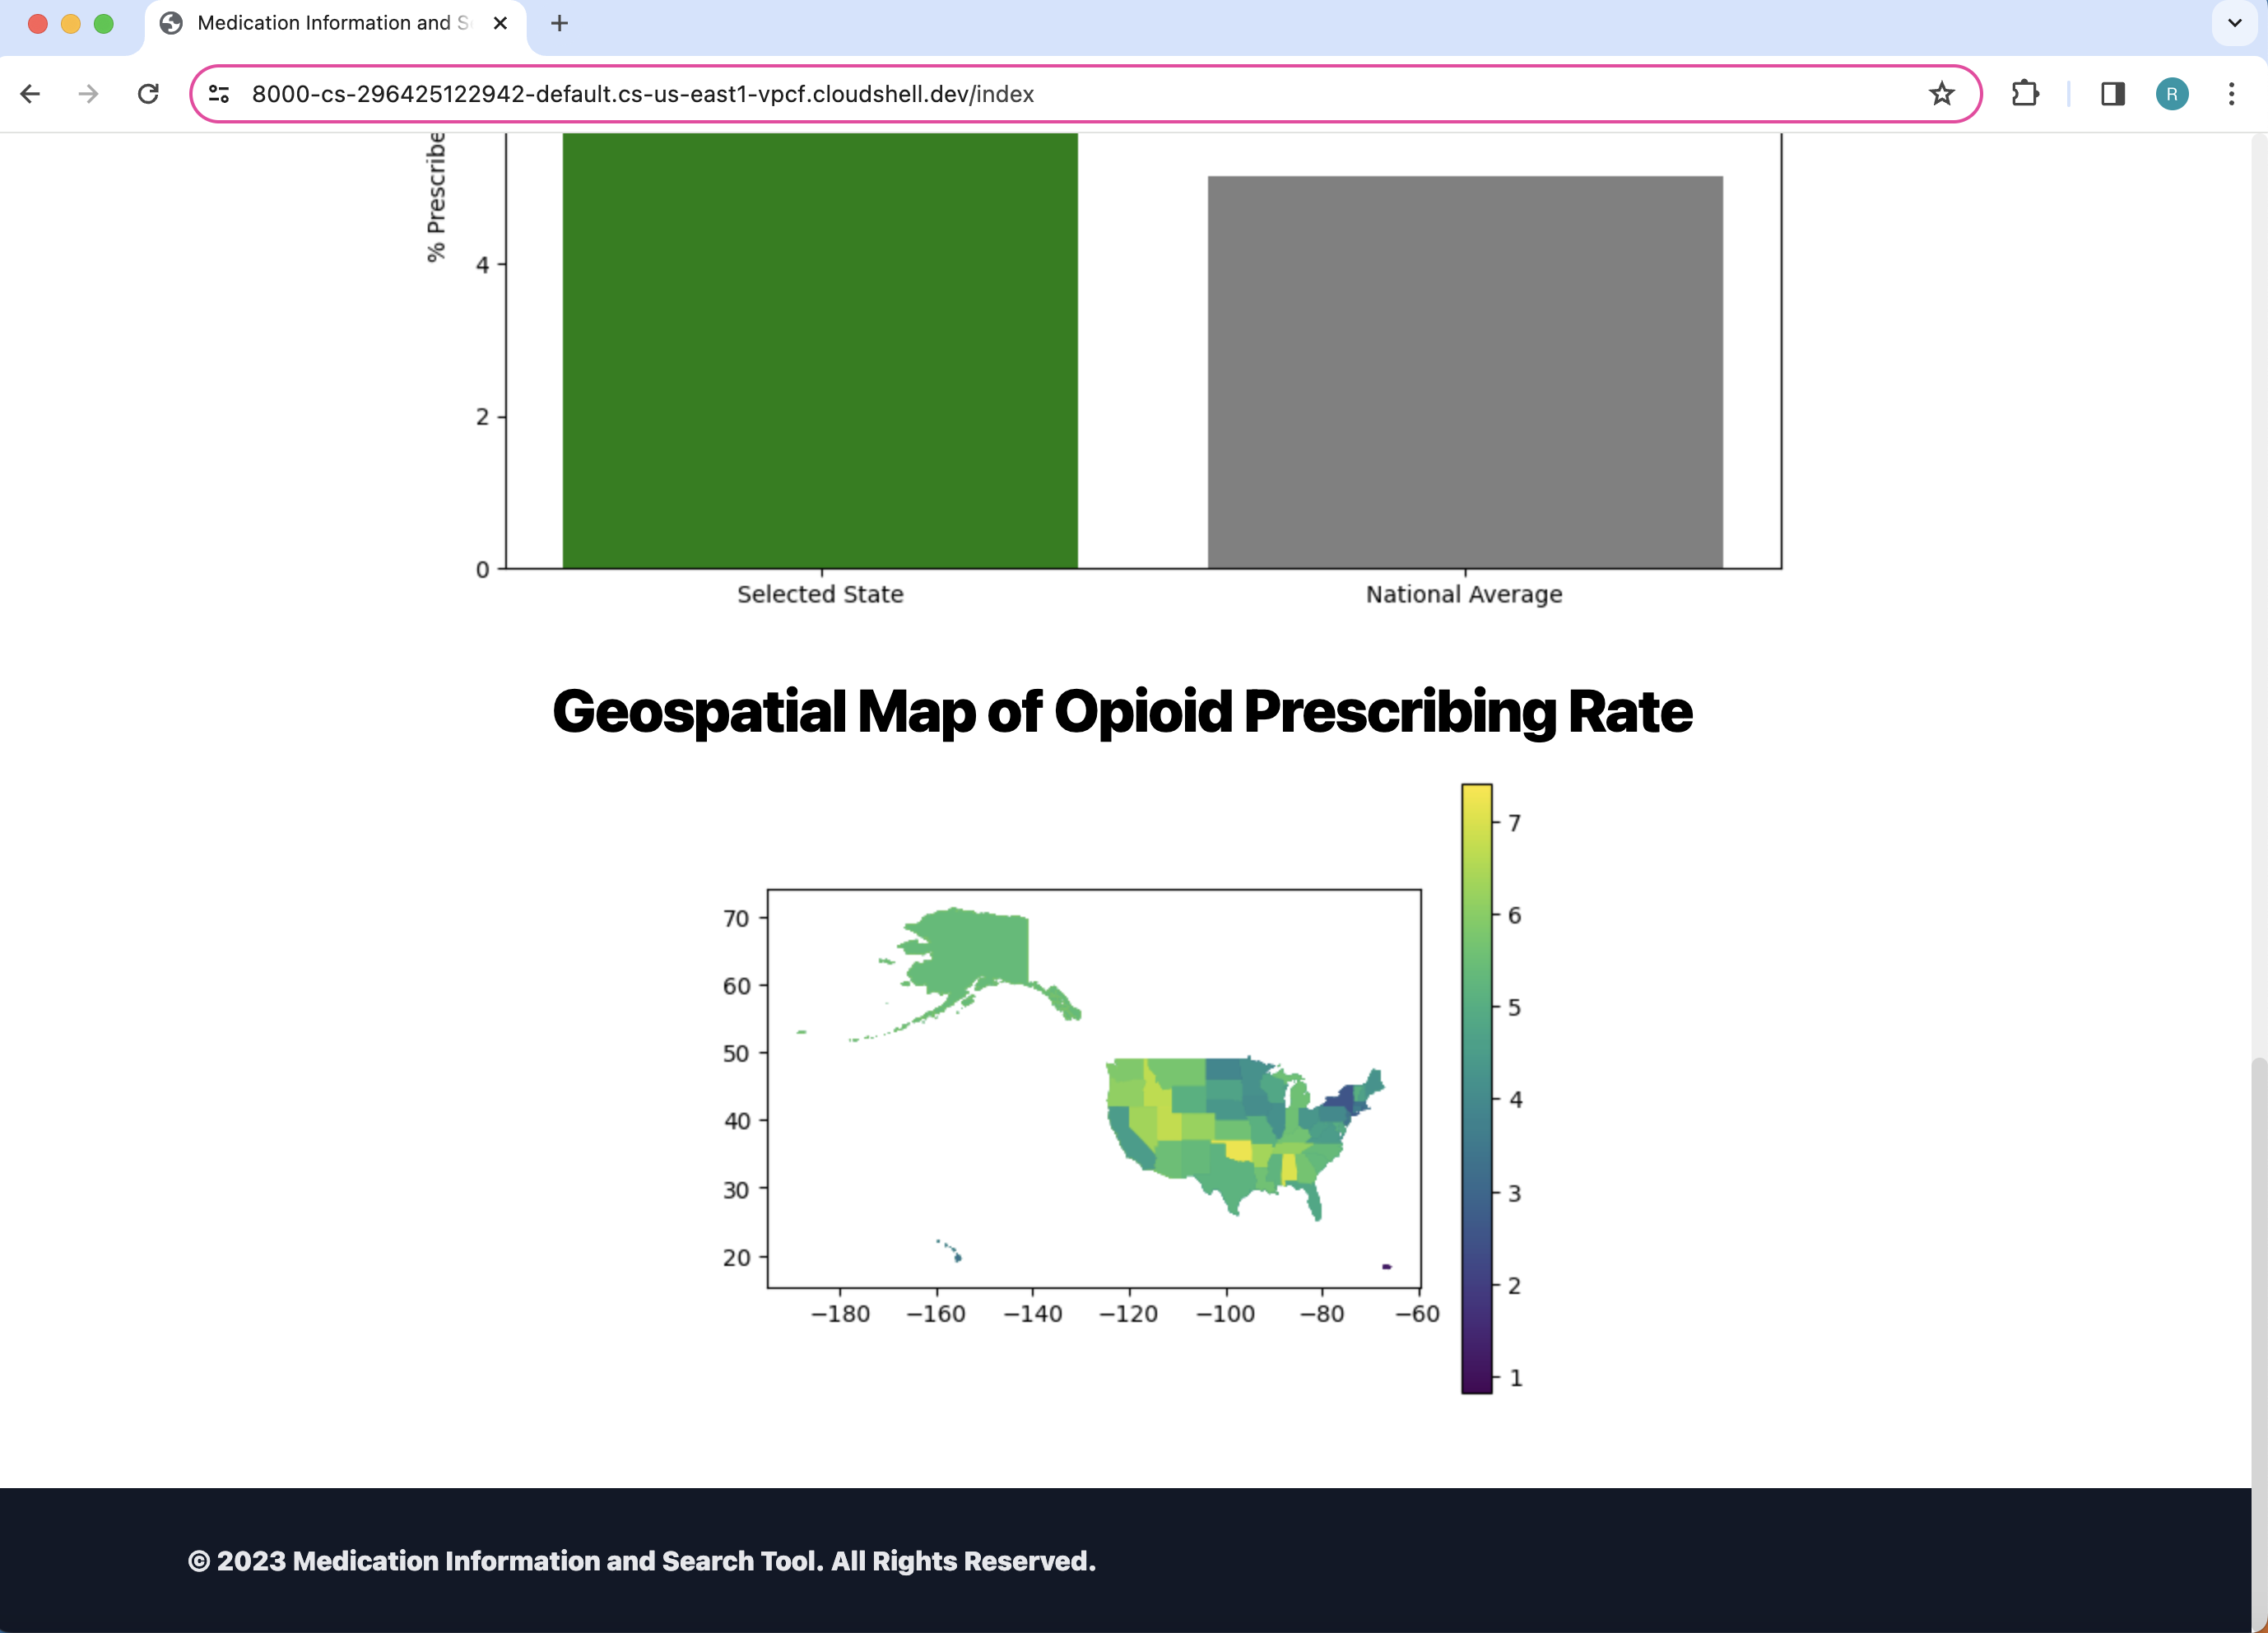 Medication Information and S
8000-cs-296425122942-default.cs-us-east1-vpcf.cloudshell.dev/index
R
% Prescribe
4
2
0
Selected State
National Average
Geospatial Map of Opioid Prescribing Rate
7
6
5
4
3
2
1
70
60
50
40
30
20
−180 −160 −140 −120 −100 −80 −60
© 2023 Medication Information and Search Tool. All Rights Reserved.